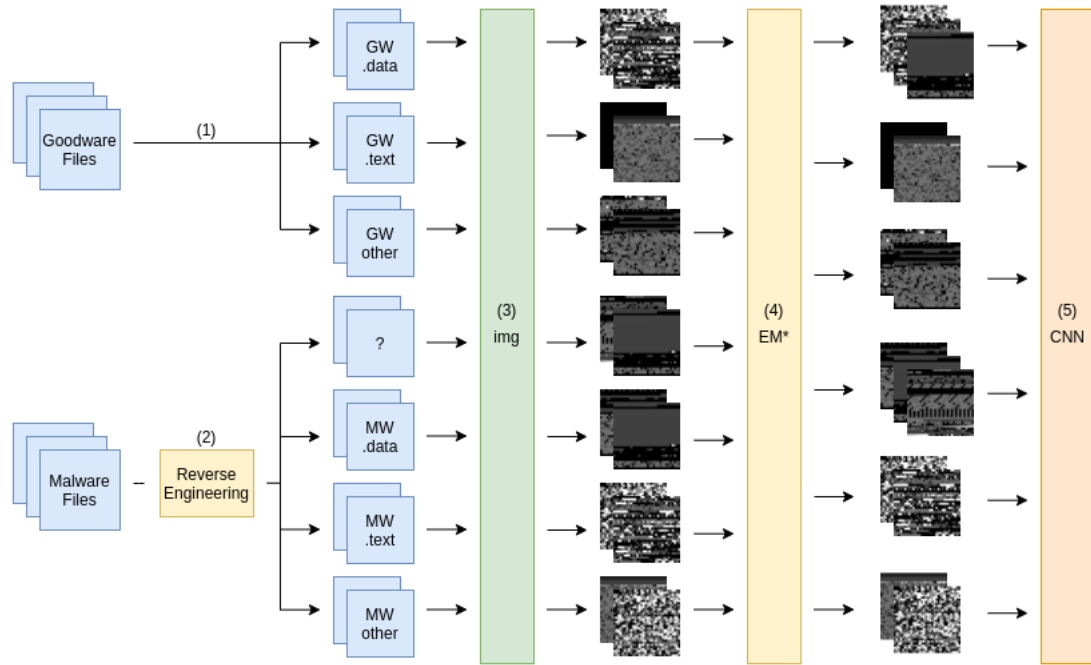 GW
.data
Goodware
Files
(1)
GW
.text
GW
other
(3)
img
(4)
EM*
(5)
CNN
?
Malware
Files
(2)
Reverse
Engineering
MW
.data
MW
.text
MW
other